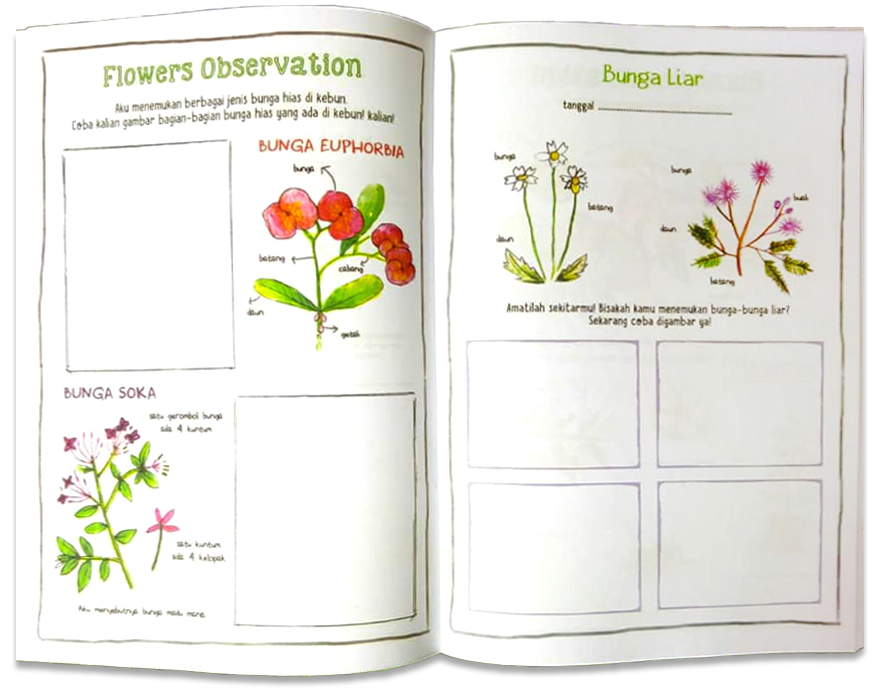 Flowers Observation
Aku menemukan berbagai jenis bunga hias di kebun.
Coba kalian gambar bagian-bagian bunga hias yang ada di kebun! kalian!
BUNGA EUPHORBIA
bunga
batang
cabang
daun
getah
BUNGA SOKA
satu gerombol bunga
ada 4 kuntum
satu kuntum
ada 4 kelopak
Aku menyebutnya bunga madu mane
Bunga Liar
tanggal
bunga
batang
daun
bunga
buah
daun
batang
Amatilah sekitarmu! Bisakah kamu menemukan bunga-bunga liar?
Sekarang coba digambar ya!